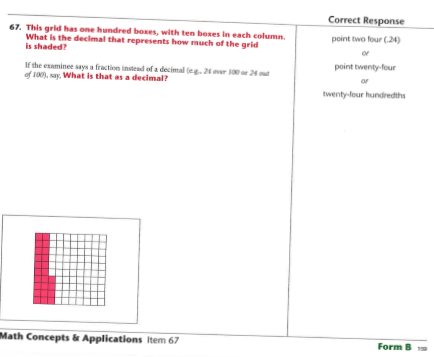 Correct Response
67. This grid has one hundred boxes, with ten boxes in each column.
What is the decimal that represents how much of the grid
is shaded?
point two four (.24)
or
point twenty-four
or
twenty-four hundredths
If the examinee says a fraction instead of a decimal (e.g., 24 over 100 or 24 out
of 100), say, What is that as a decimal?
Math Concepts & Applications Item 67
Form B